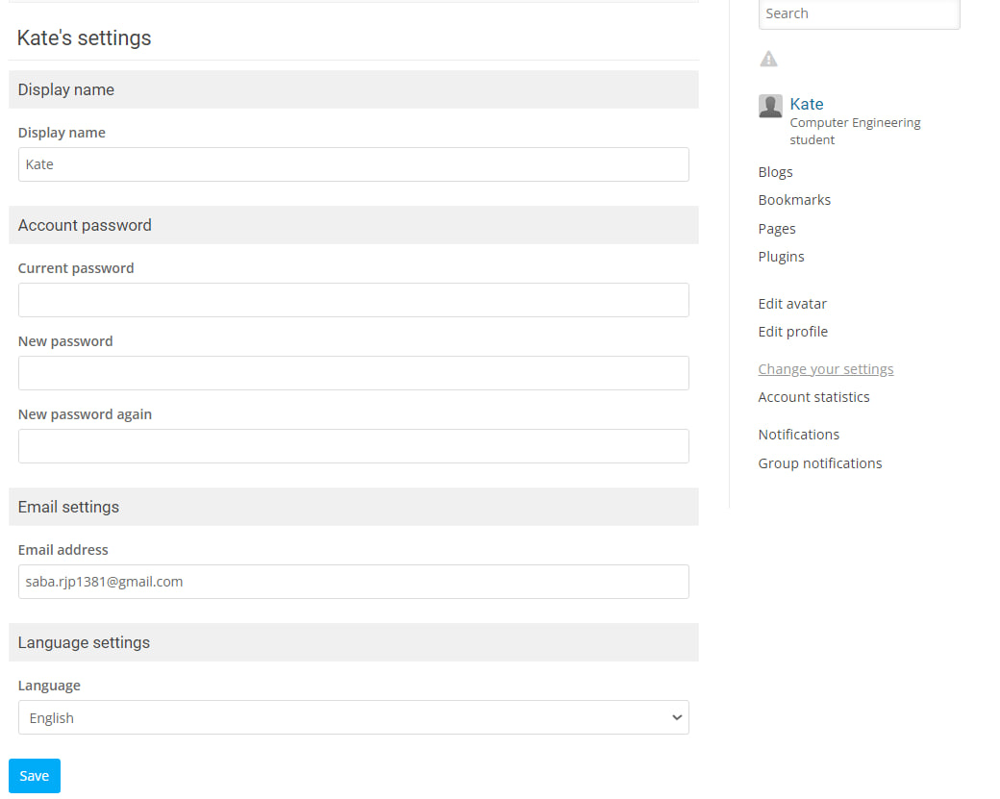 Kate's settings
Display name
Display name
Kate
Account password
Current password
New password
New password again
Email settings
Email address
saba.rjp1381@gmail.com
Language settings
Language
English
Save
Search
Kate
Computer Engineering
student
Blogs
Bookmarks
Pages
Plugins
Edit avatar
Edit profile
Change your settings
Account statistics
Notifications
Group notifications